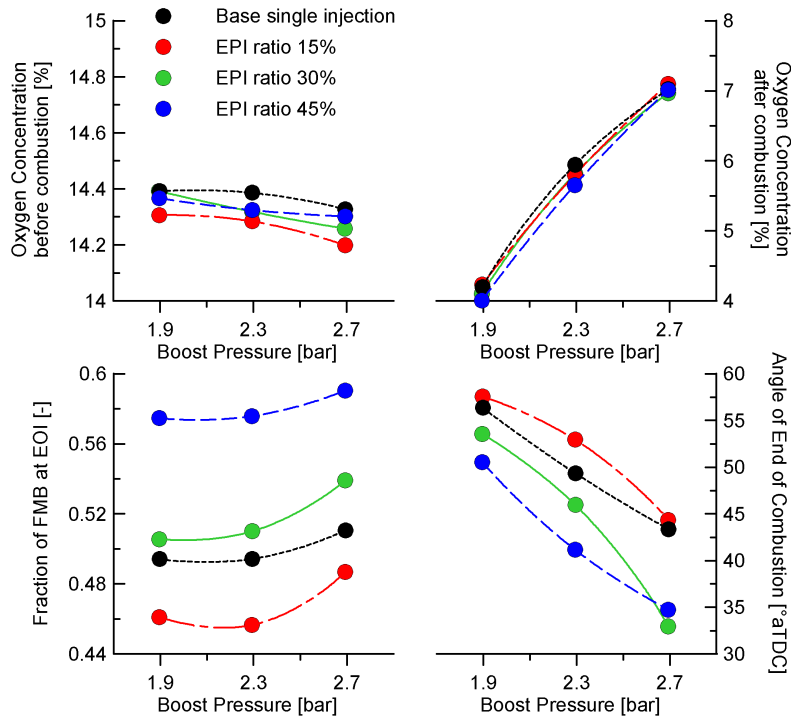 Base single injection
EPI ratio 15%
EPI ratio 30%
EPI ratio 45%
Oxygen Concentration
before combustion [%]
15
14.8
14.6
14.4
14.2
14
1.9 2.3 2.7
Boost Pressure [bar]
Oxygen Concentration
after combustion
[%]
8
7
6
5
4
1.9 2.3 2.7
Boost Pressure [bar]
Fraction of FMB at EOI [-]
0.6
0.56
0.52
0.48
0.44
1.9 2.3 2.7
Boost Pressure [bar]
Angle of End of Combustion [°aTDC]
60
55
50
45
40
35
30
1.9 2.3 2.7
Boost Pressure [bar]